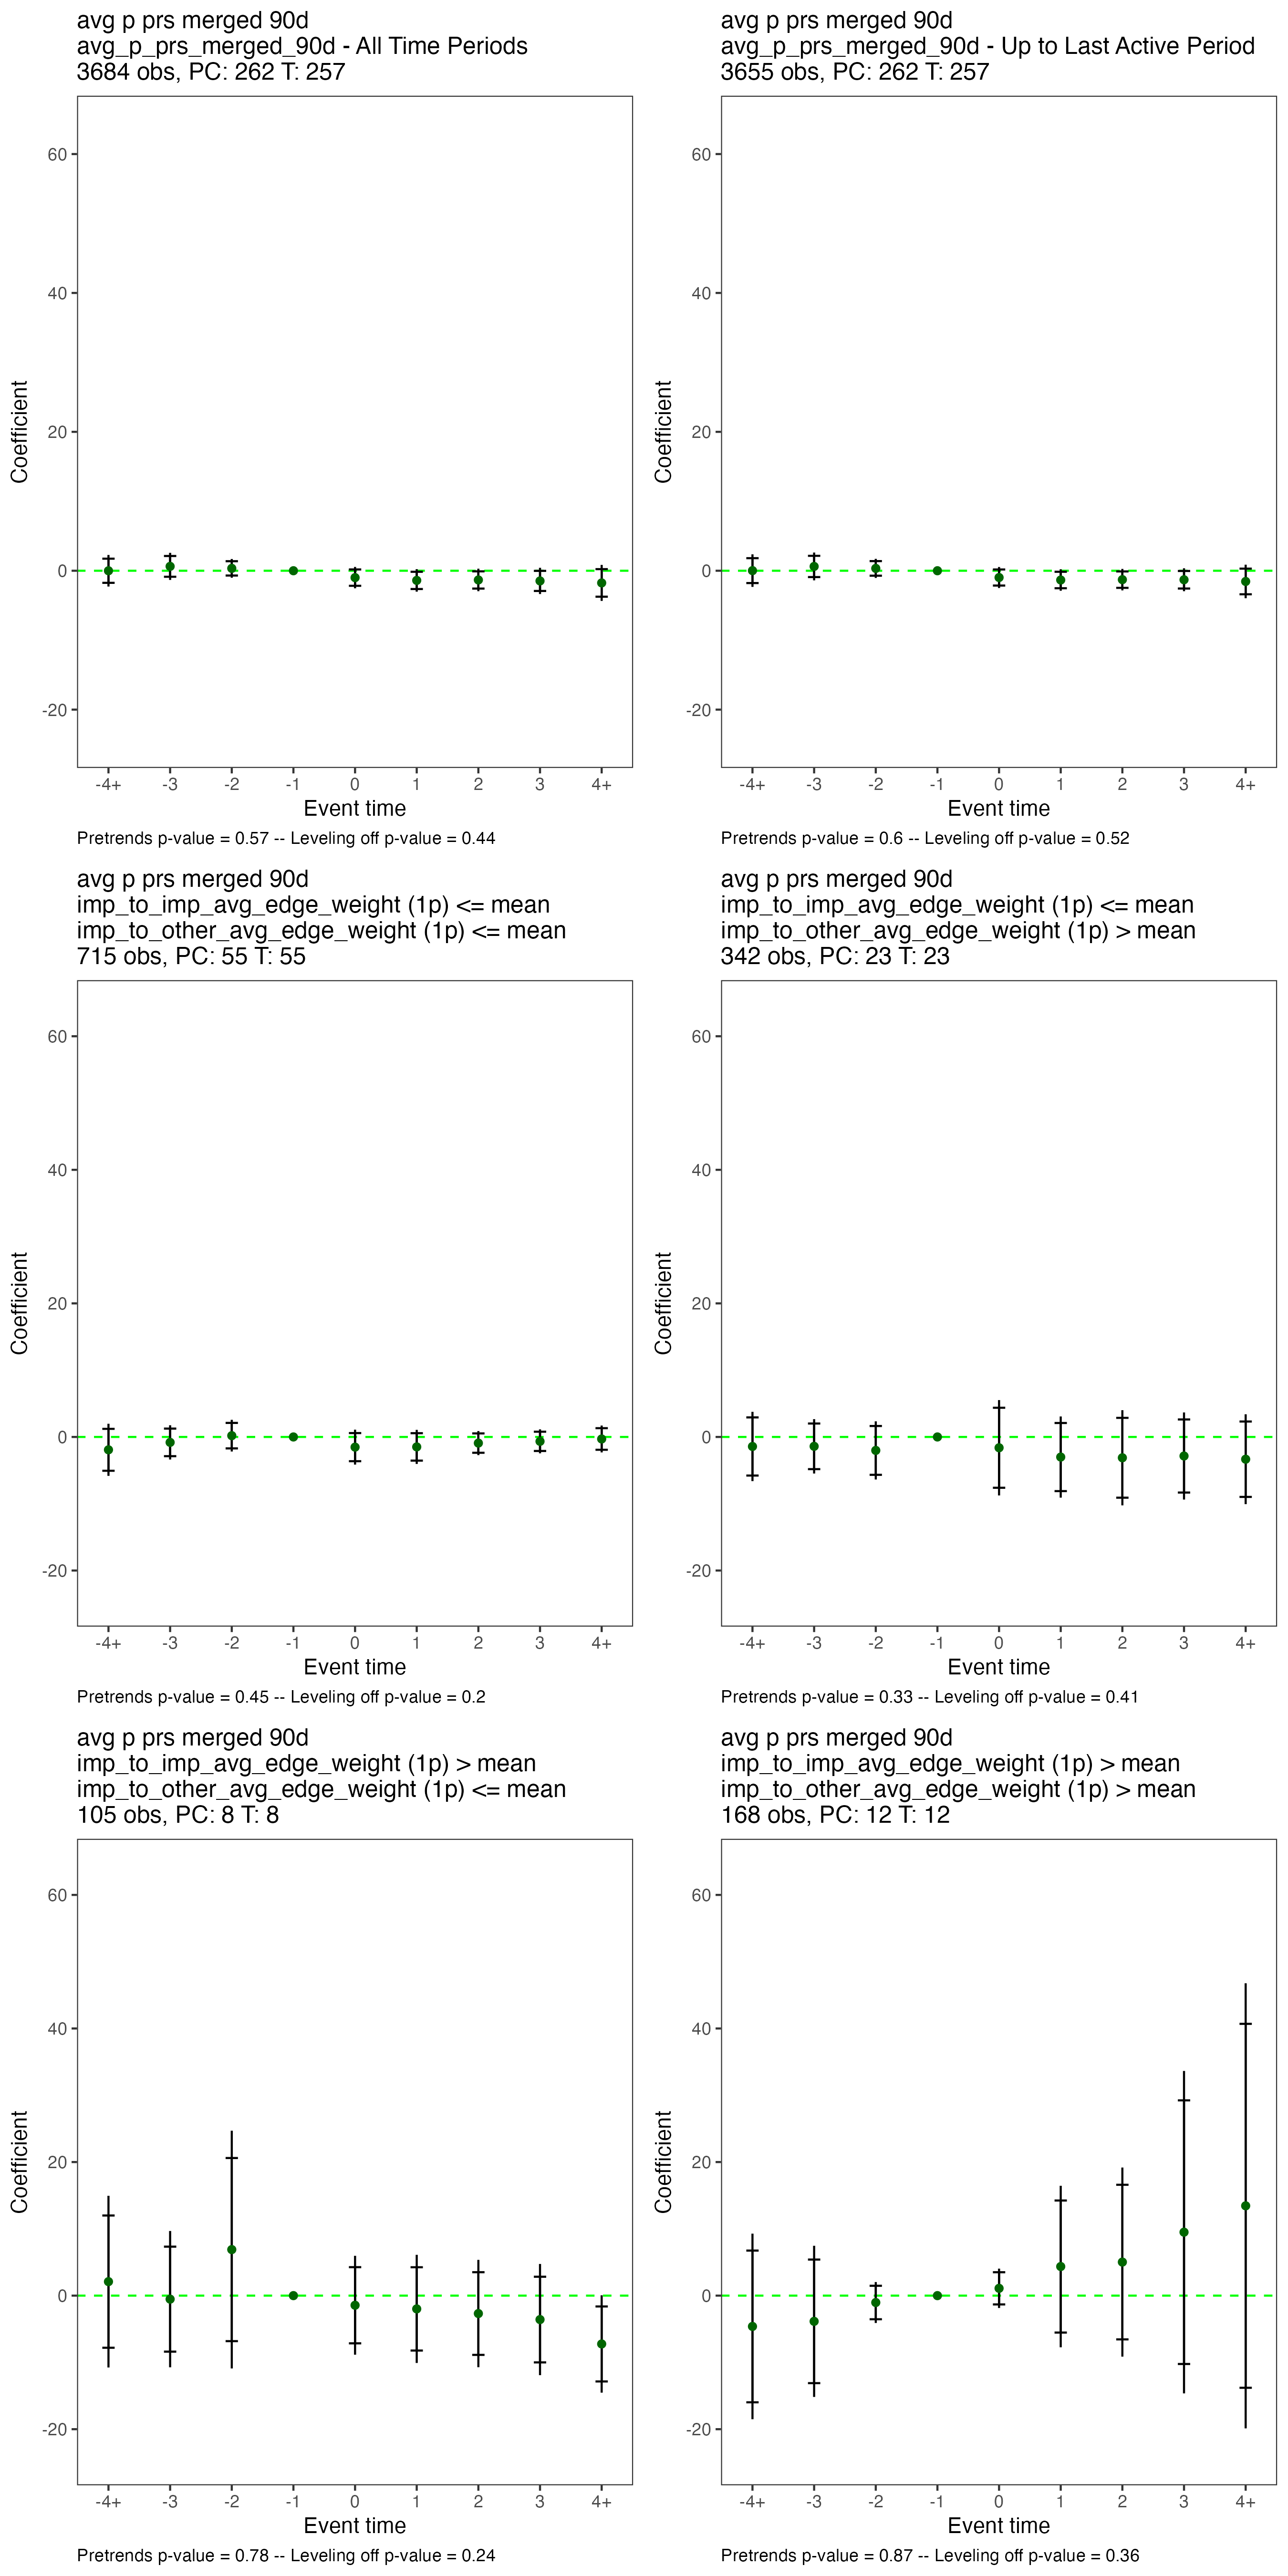 avg p prs merged 90d
avg_p_prs_merged_90d - All Time Periods
3684 obs, PC: 262 T: 257
60
40
20
0
-20
Coefficient
-4+ -3 -2 -1 0 1 2 3 4+
Event time
Pretrends p-value = 0.57 -- Leveling off p-value = 0.44
avg p prs merged 90d
avg_p_prs_merged_90d - Up to Last Active Period
3655 obs, PC: 262 T: 257
60
40
20
0
-20
Coefficient
-4+ -3 -2 -1 0 1 2 3 4+
Event time
Pretrends p-value = 0.6 -- Leveling off p-value = 0.52
avg p prs merged 90d
imp_to_imp_avg_edge_weight (1p) <= mean
imp_to_other_avg_edge_weight (1p) <= mean
715 obs, PC: 55 T: 55
60
40
20
0
-20
Coefficient
-4+ -3 -2 -1 0 1 2 3 4+
Event time
Pretrends p-value = 0.45 -- Leveling off p-value = 0.2
avg p prs merged 90d
imp_to_imp_avg_edge_weight (1p) <= mean
imp_to_other_avg_edge_weight (1p) > mean
342 obs, PC: 23 T: 23
60
40
20
0
-20
Coefficient
-4+ -3 -2 -1 0 1 2 3 4+
Event time
Pretrends p-value = 0.33 -- Leveling off p-value = 0.41
avg p prs merged 90d
imp_to_imp_avg_edge_weight (1p) > mean
imp_to_other_avg_edge_weight (1p) <= mean
105 obs, PC: 8 T: 8
60
40
20
0
-20
Coefficient
-4+ -3 -2 -1 0 1 2 3 4+
Event time
Pretrends p-value = 0.78 -- Leveling off p-value = 0.24
avg p prs merged 90d
imp_to_imp_avg_edge_weight (1p) > mean
imp_to_other_avg_edge_weight (1p) > mean
168 obs, PC: 12 T: 12
60
40
20
0
-20
Coefficient
-4+ -3 -2 -1 0 1 2 3 4+
Event time
Pretrends p-value = 0.87 -- Leveling off p-value = 0.36